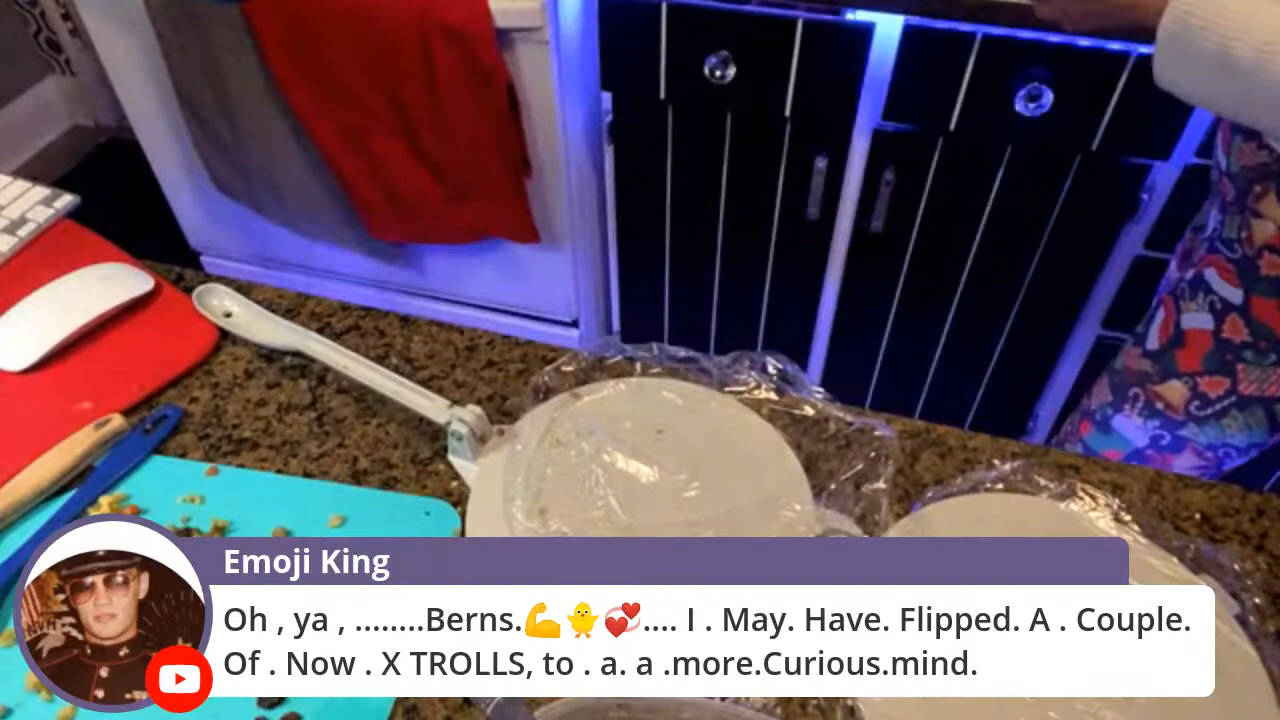 Emoji King
Oh , ya , ........Berns.💪🐥💞.... I . May. Have. Flipped. A . Couple.
Of . Now . X TROLLS, to . a. a .more.Curious.mind.